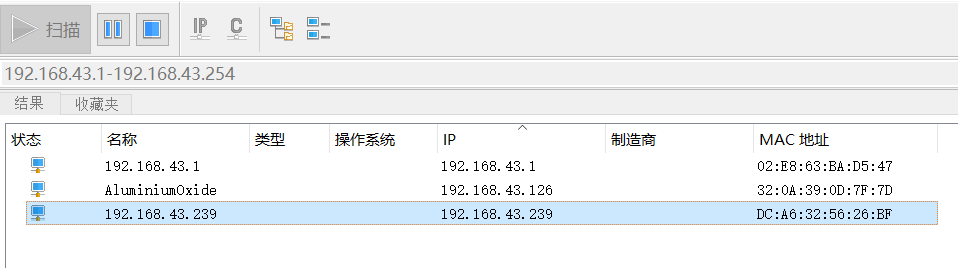 扫描 IP C
192.168.43.1-192.168.43.254
结果 收藏夹
状态 名称 类型 操作系统 IP 制造商 MAC 地址
192.168.43.1 192.168.43.1 02:E8:63:BA:D5:47
AluminiumOxide 192.168.43.126 32:0A:39:0D:7F:7D
192.168.43.239 192.168.43.239 DC:A6:32:56:26:BF